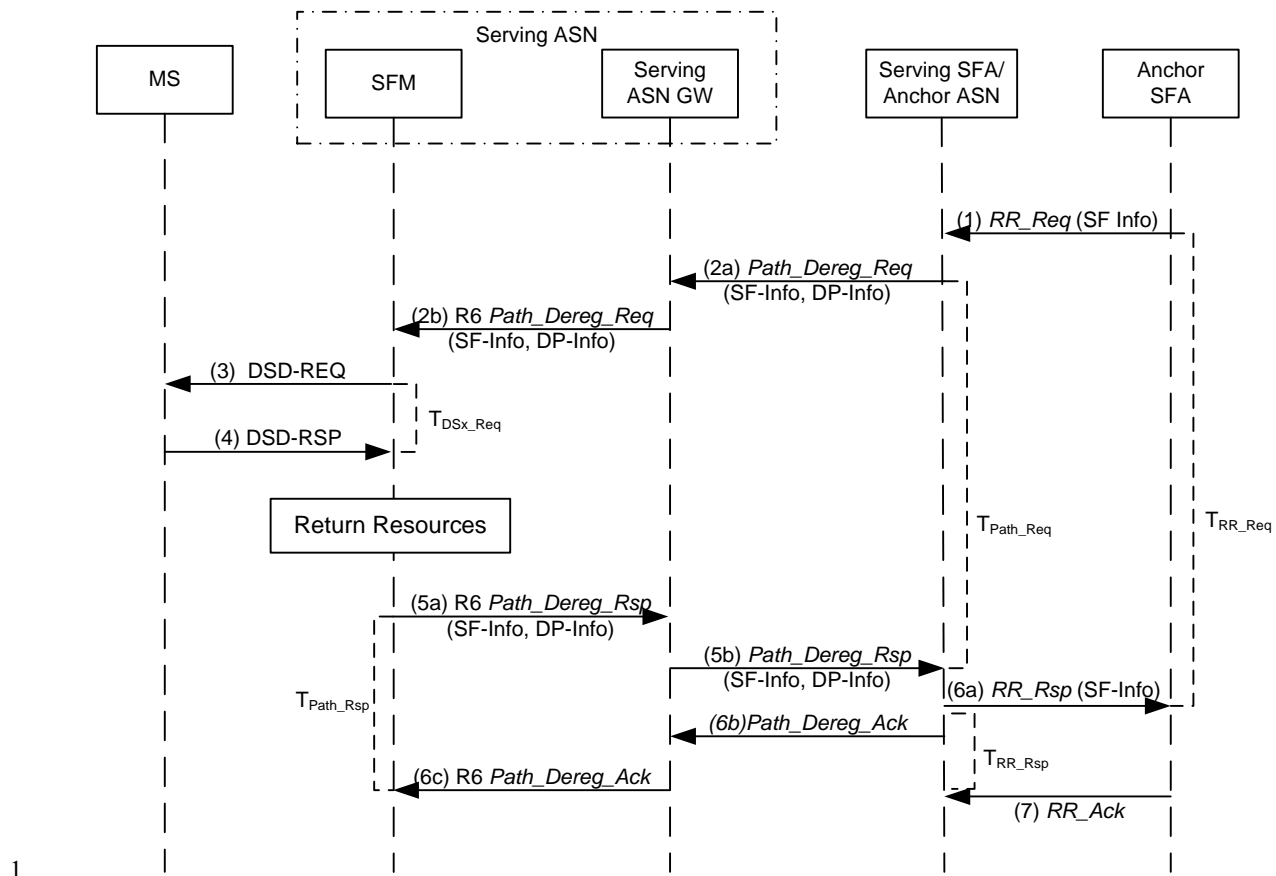 Serving ASN
MS
SFM
Serving
ASN GW
Serving SFA/
Anchor ASN
Anchor
SFA
(1) RR_Req (SF Info)
(2a) Path_Dereg_Req
(SF-Info, DP-Info)
(2b) R6 Path_Dereg_Req
(SF-Info, DP-Info)
(3) DSD-REQ
TDSx_Req
(4) DSD-RSP
Return Resources
TPath_Req
TRR_Req
(5a) R6 Path_Dereg_Rsp
(SF-Info, DP-Info)
(5b) Path_Dereg_Rsp
(SF-Info, DP-Info)
(6a) RR_Rsp (SF-Info)
TPath_Rsp
(6b)Path_Dereg_Ack
TRR_Rsp
(6c) R6 Path_Dereg_Ack
(7) RR_Ack
1